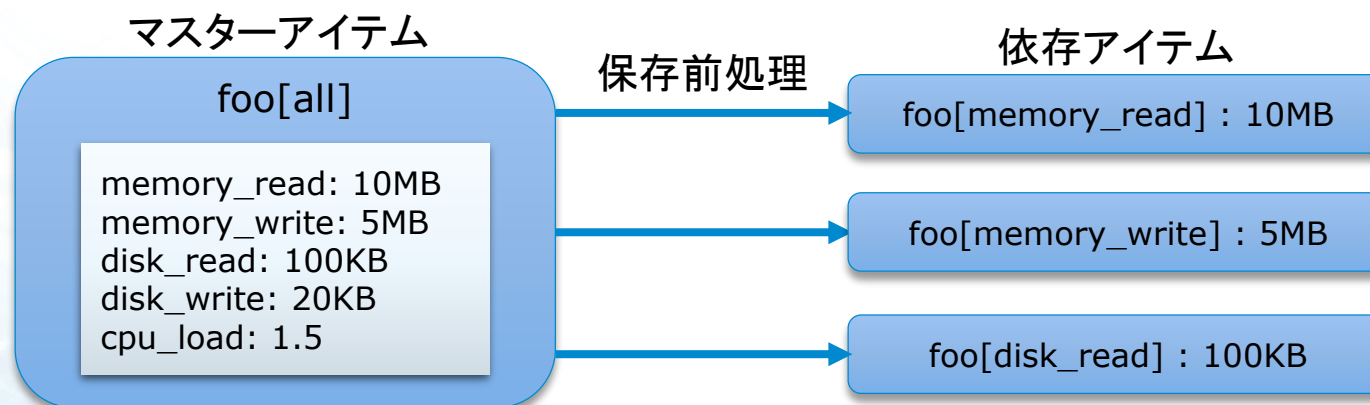 マスターアイテム
foo[all]
memory_read: 10MB
memory_write: 5MB
disk_read: 100KB
disk_write: 20KB
cpu_load: 1.5
保存前処理
依存アイテム
foo[memory_read] : 10MB
foo[memory_write] : 5MB
foo[disk_read] : 100KB